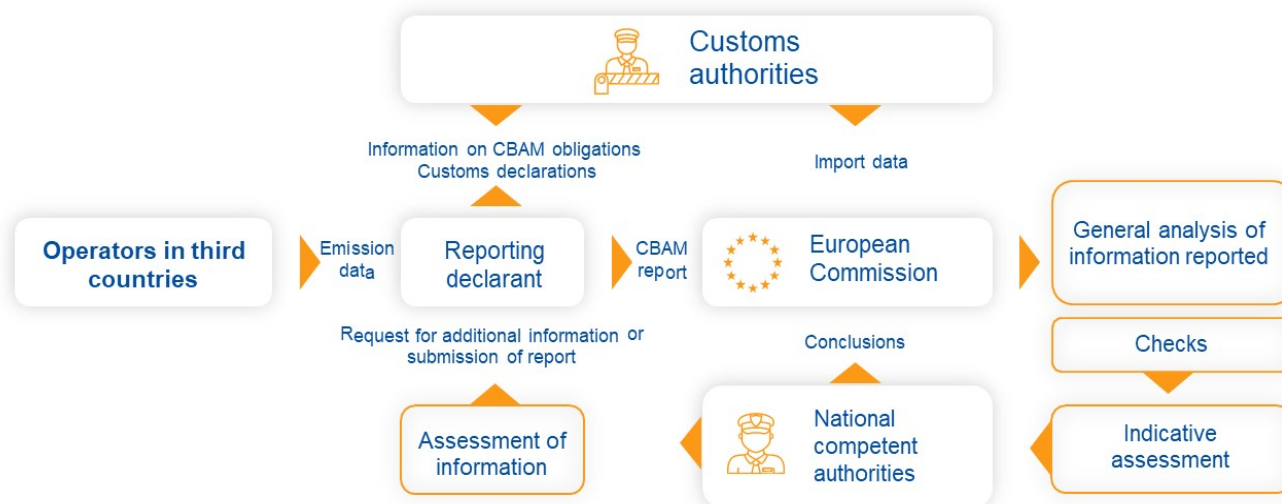 Customs
authorities
Information on CBAM obligations
Customs declarations
Import data
Operators in third
countries
Emission
data
Reporting
declarant
CBAM
report
European
Commission
General analysis of
information reported
Request for additional information or
submission of report
Conclusions
Checks
Assessment of
information
National
competent
authorities
Indicative
assessment